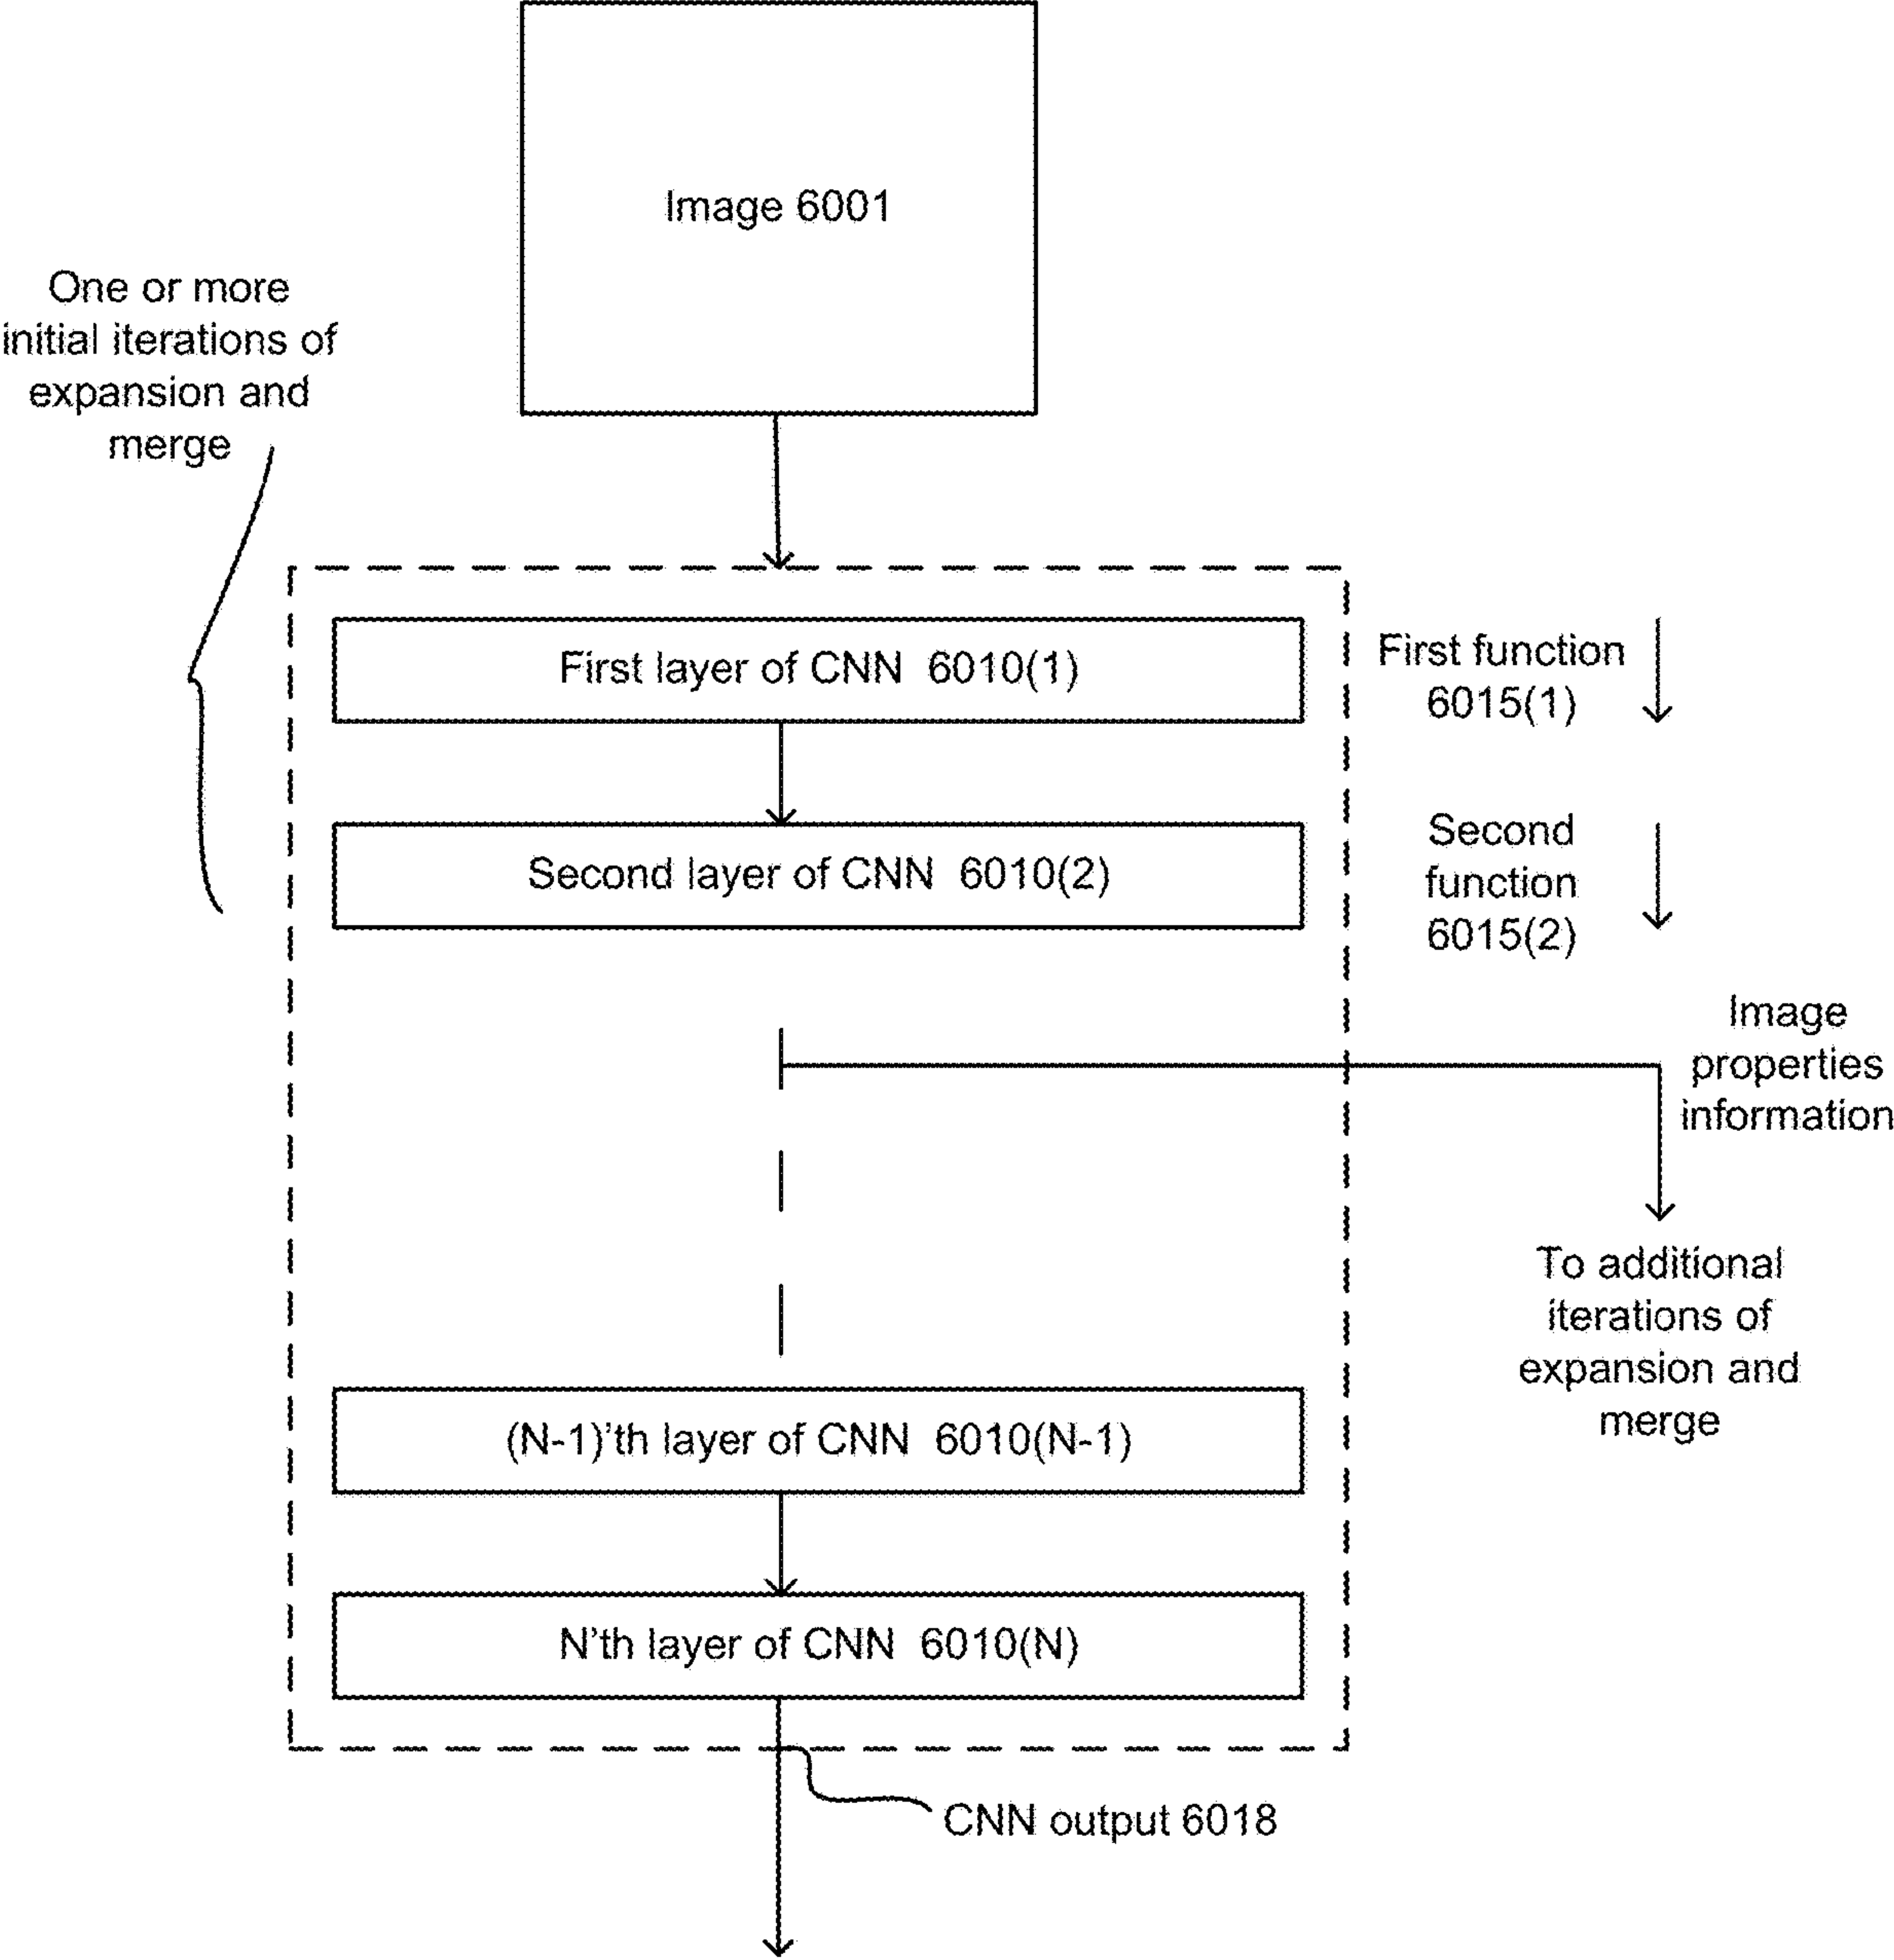 Image 6001
One or more
initial iterations of
expansion and
merge
First layer of CNN 6010(1)
First function
6015(1)
Second layer of CNN 6010(2)
Second
function
6015(2)
Image
properties
information
To additional
iterations of
expansion and
merge
(N-1)'th layer of CNN 6010(N-1)
N'th layer of CNN 6010(N)
CNN output 6018